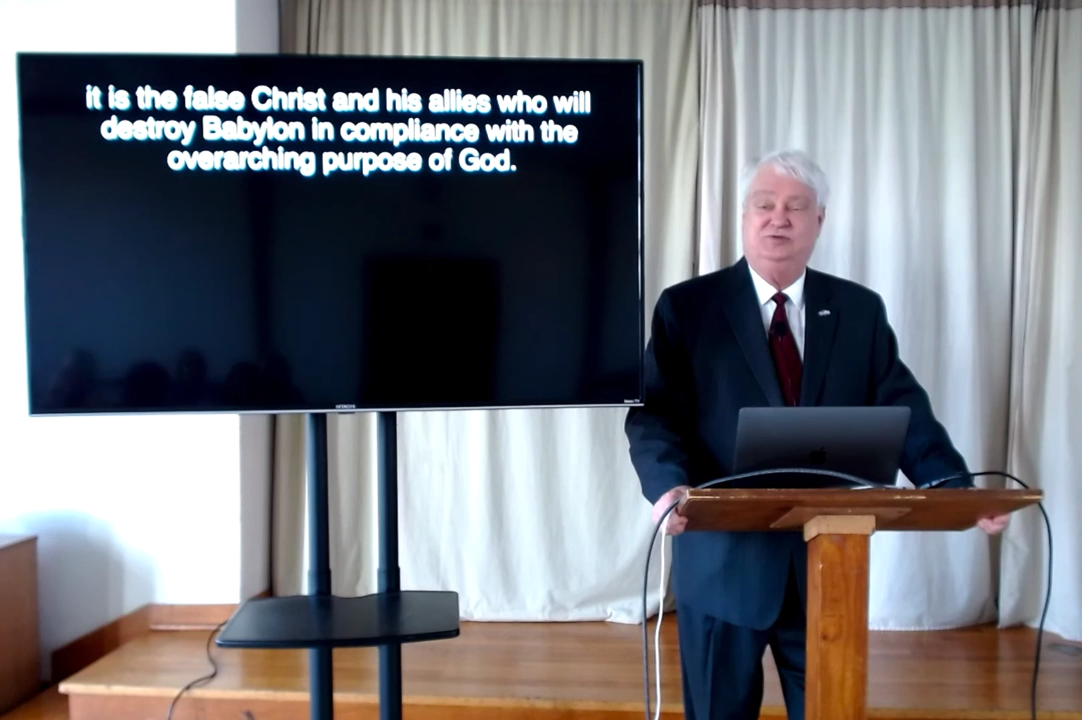 it is the false Christ and his allies who will
destroy Babylon in compliance with the
overarching purpose of God.
HITACHI